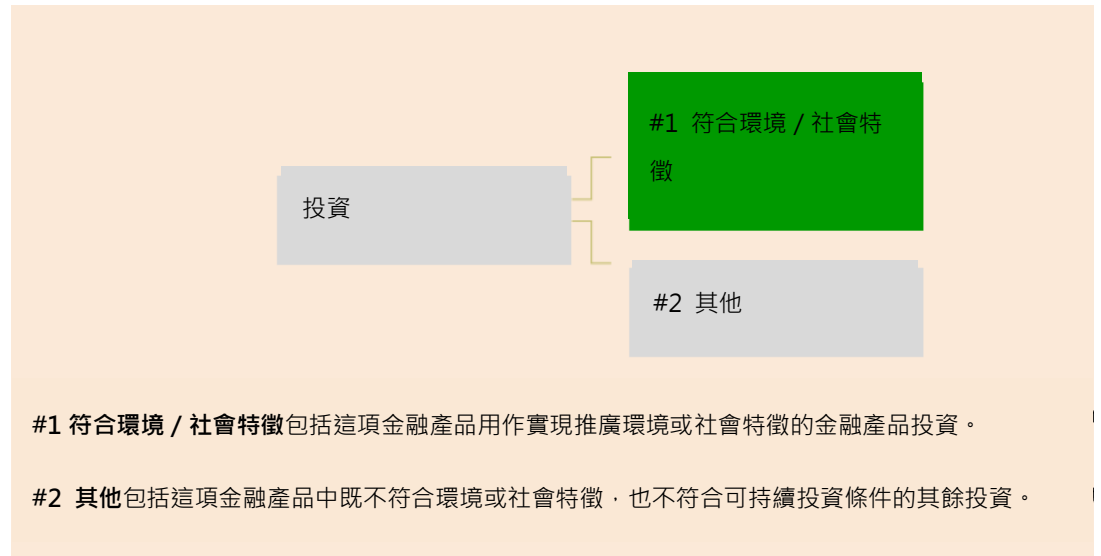 #1 符合環境 / 社會特
徵
投資
#2 其他
#1 符合環境 / 社會特徵包括這項金融產品用作實現推廣環境或社會特徵的金融產品投資。
#2 其他包括這項金融產品中既不符合環境或社會特徵，也不符合可持續投資條件的其餘投資。